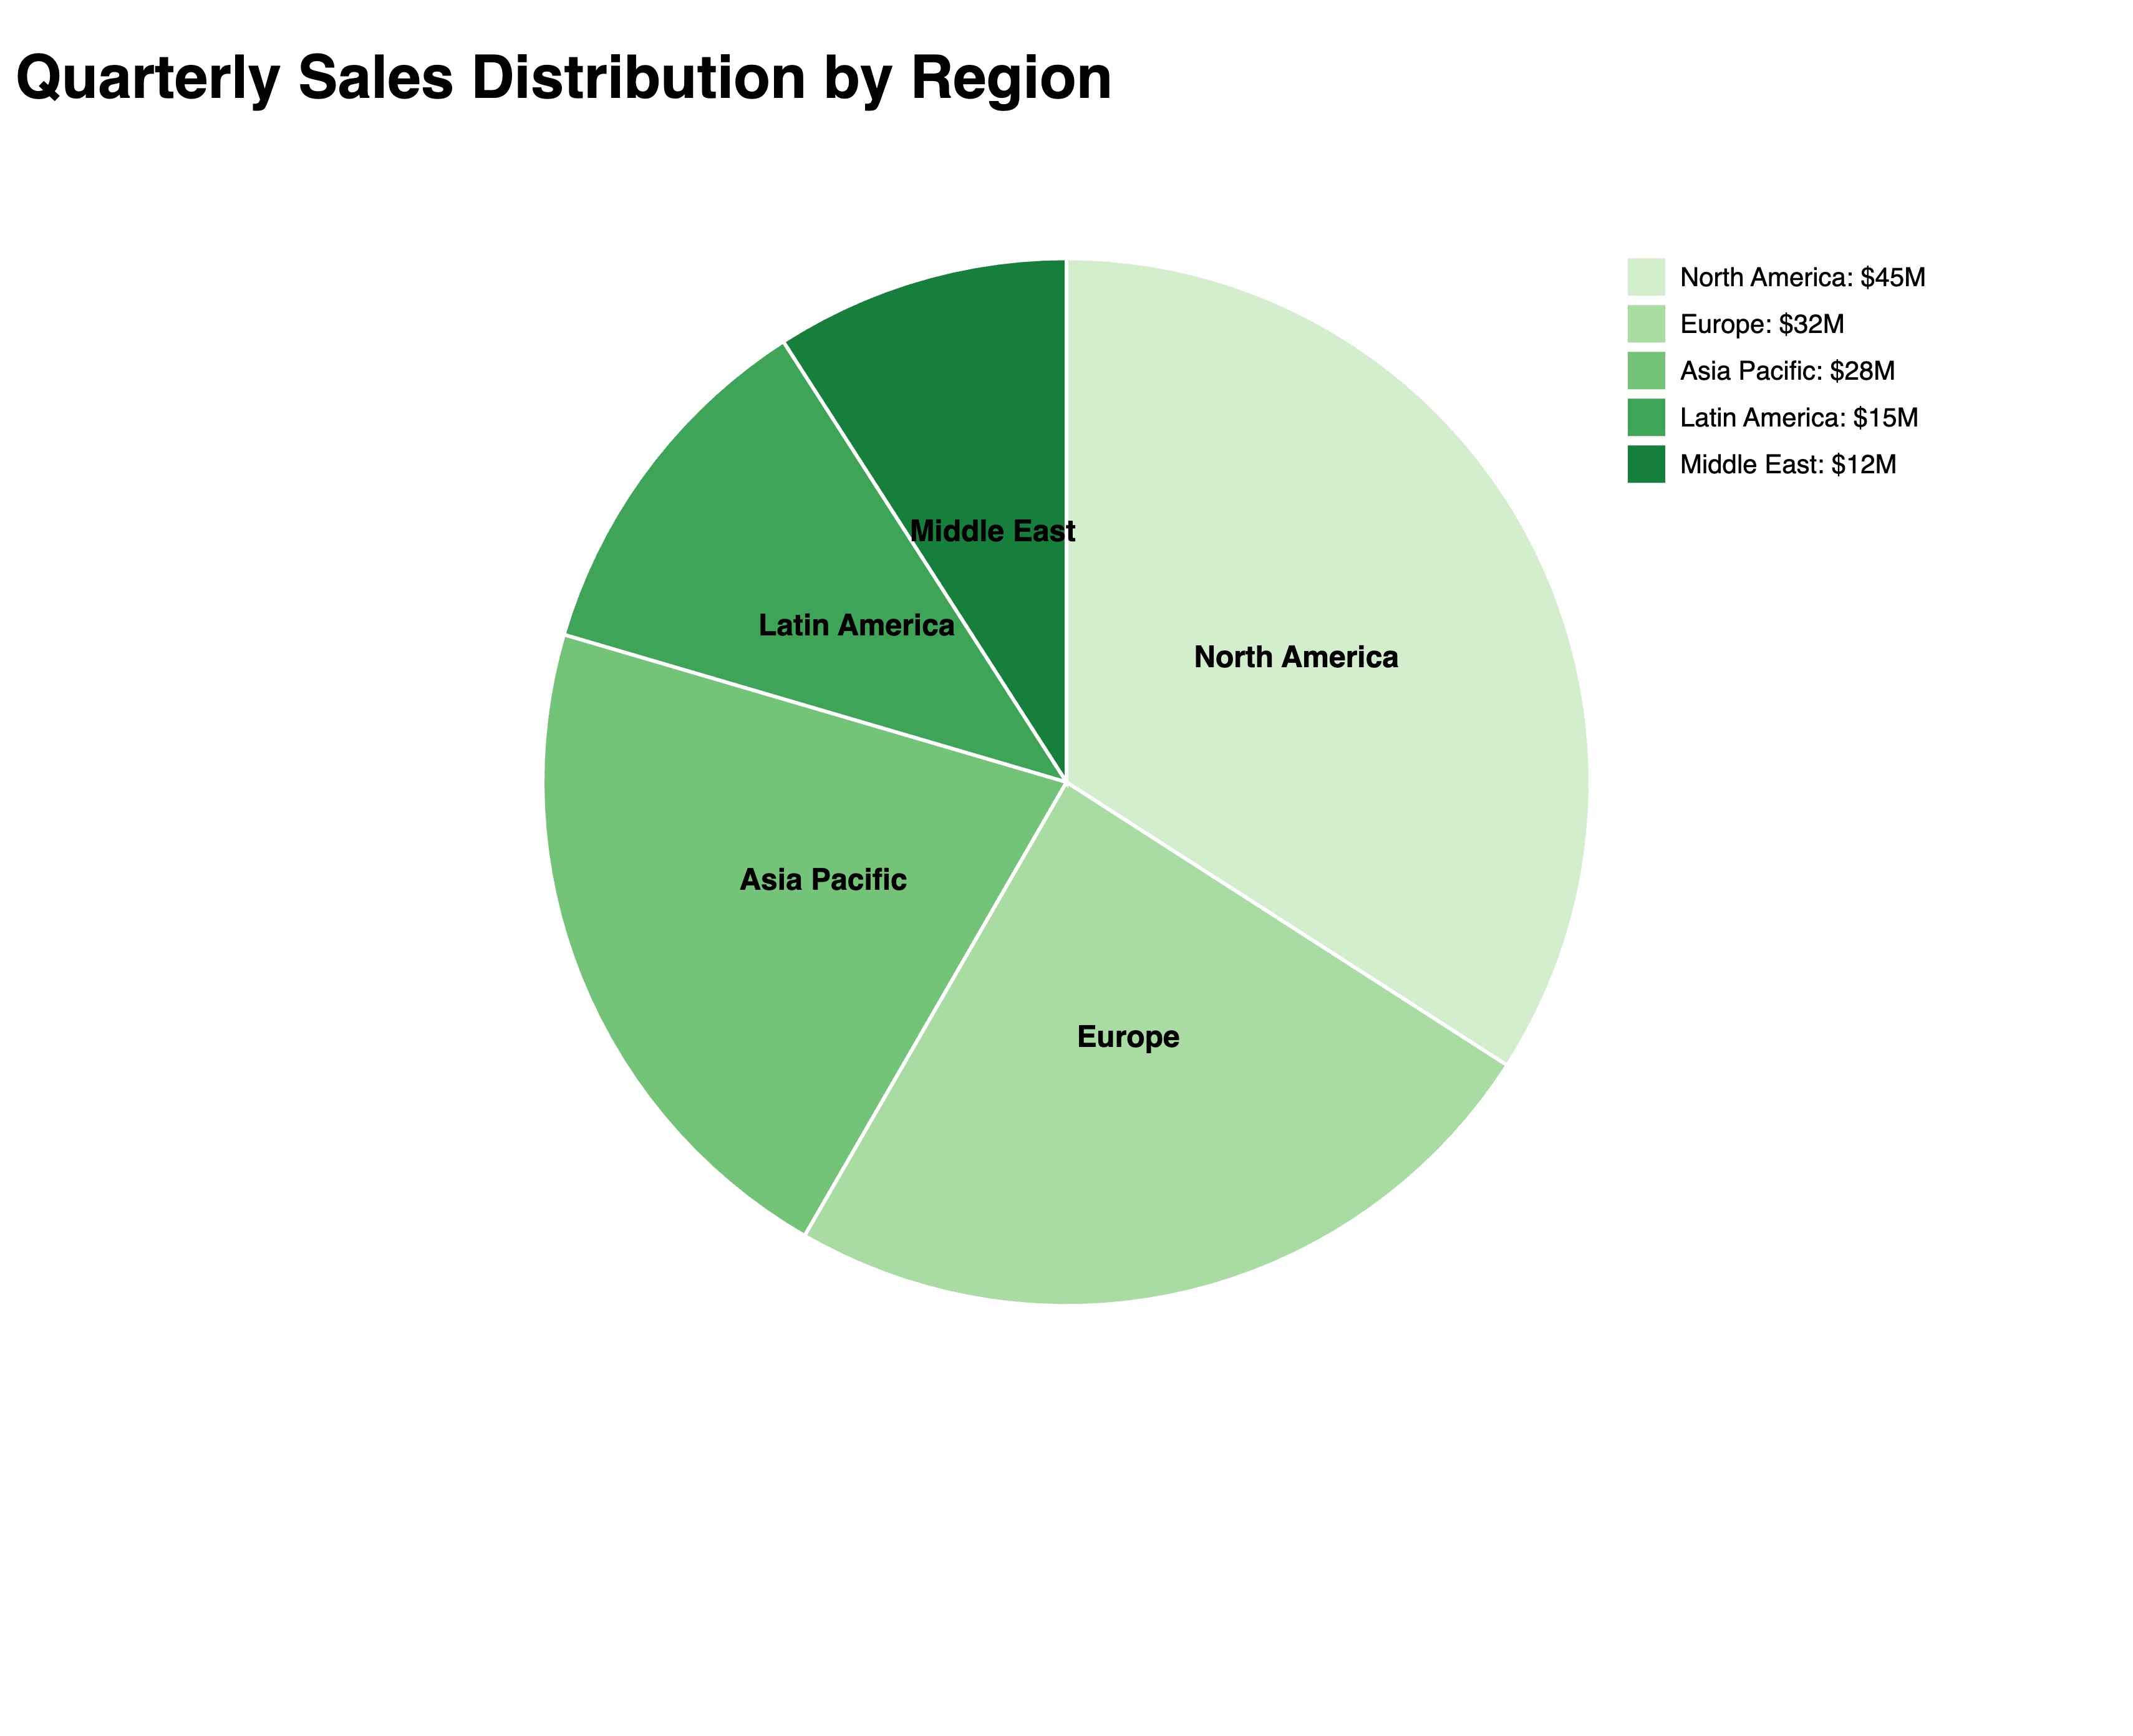 Quarterly Sales Distribution by Region
North America: $45M
Europe: $32M
Asia Pacific: $28M
Latin America: $15M
Middle East: $12M
Middle East
Latin America
North America
Asia Pacific
Europe